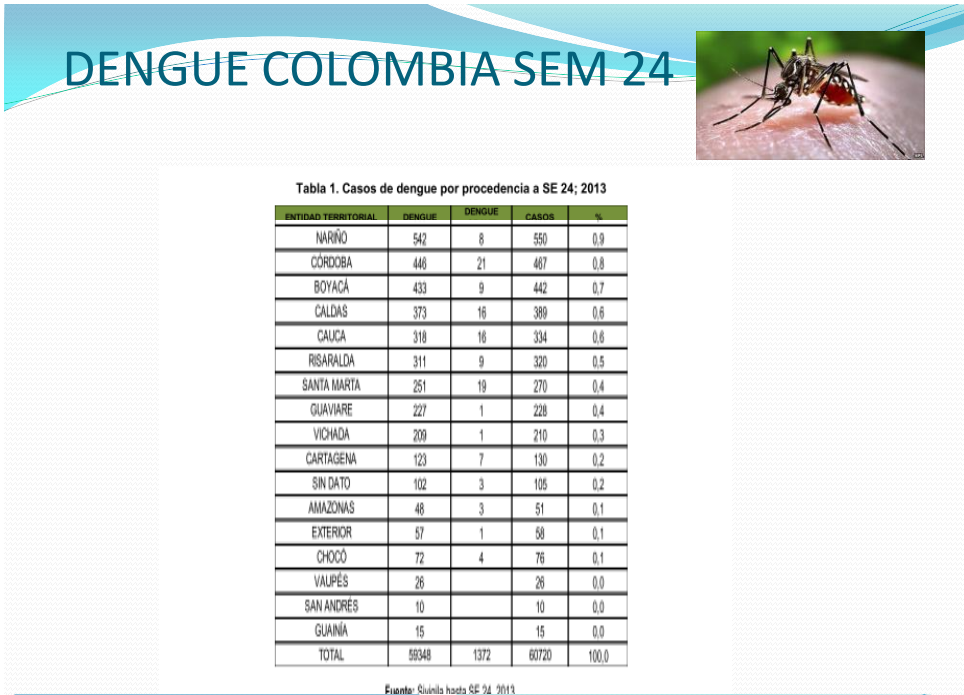 DENGUE COLOMBIA SEM 24
Tabla 1. Casos de dengue por procedencia a SE 24; 2013
ENTIDAD TERRITORIAL DENGUE DENGUE CASOS %
NARIÑO 542 8 550 0,9
CÓRDOBA 446 21 467 0,8
BOYACÁ 433 9 442 0,7
CALDAS 373 16 389 0,6
CAUCA 318 16 334 0,6
RISARALDA 311 9 320 0,5
SANTA MARTA 251 19 270 0,4
GUAVIARE 227 1 228 0,4
VICHADA 209 1 210 0,3
CARTAGENA 123 7 130 0,2
SIN DATO 102 3 105 0,2
AMAZONAS 48 3 51 0,1
EXTERIOR 57 1 58 0,1
CHOCÓ 72 4 76 0,1
VAUPÉS 26 26 0,0
SAN ANDRÉS 10 10 0,0
GUAINÍA 15 15 0,0
TOTAL 59348 1372 60720 100,0
Fuente: Sivigila hasta SE 24, 2013